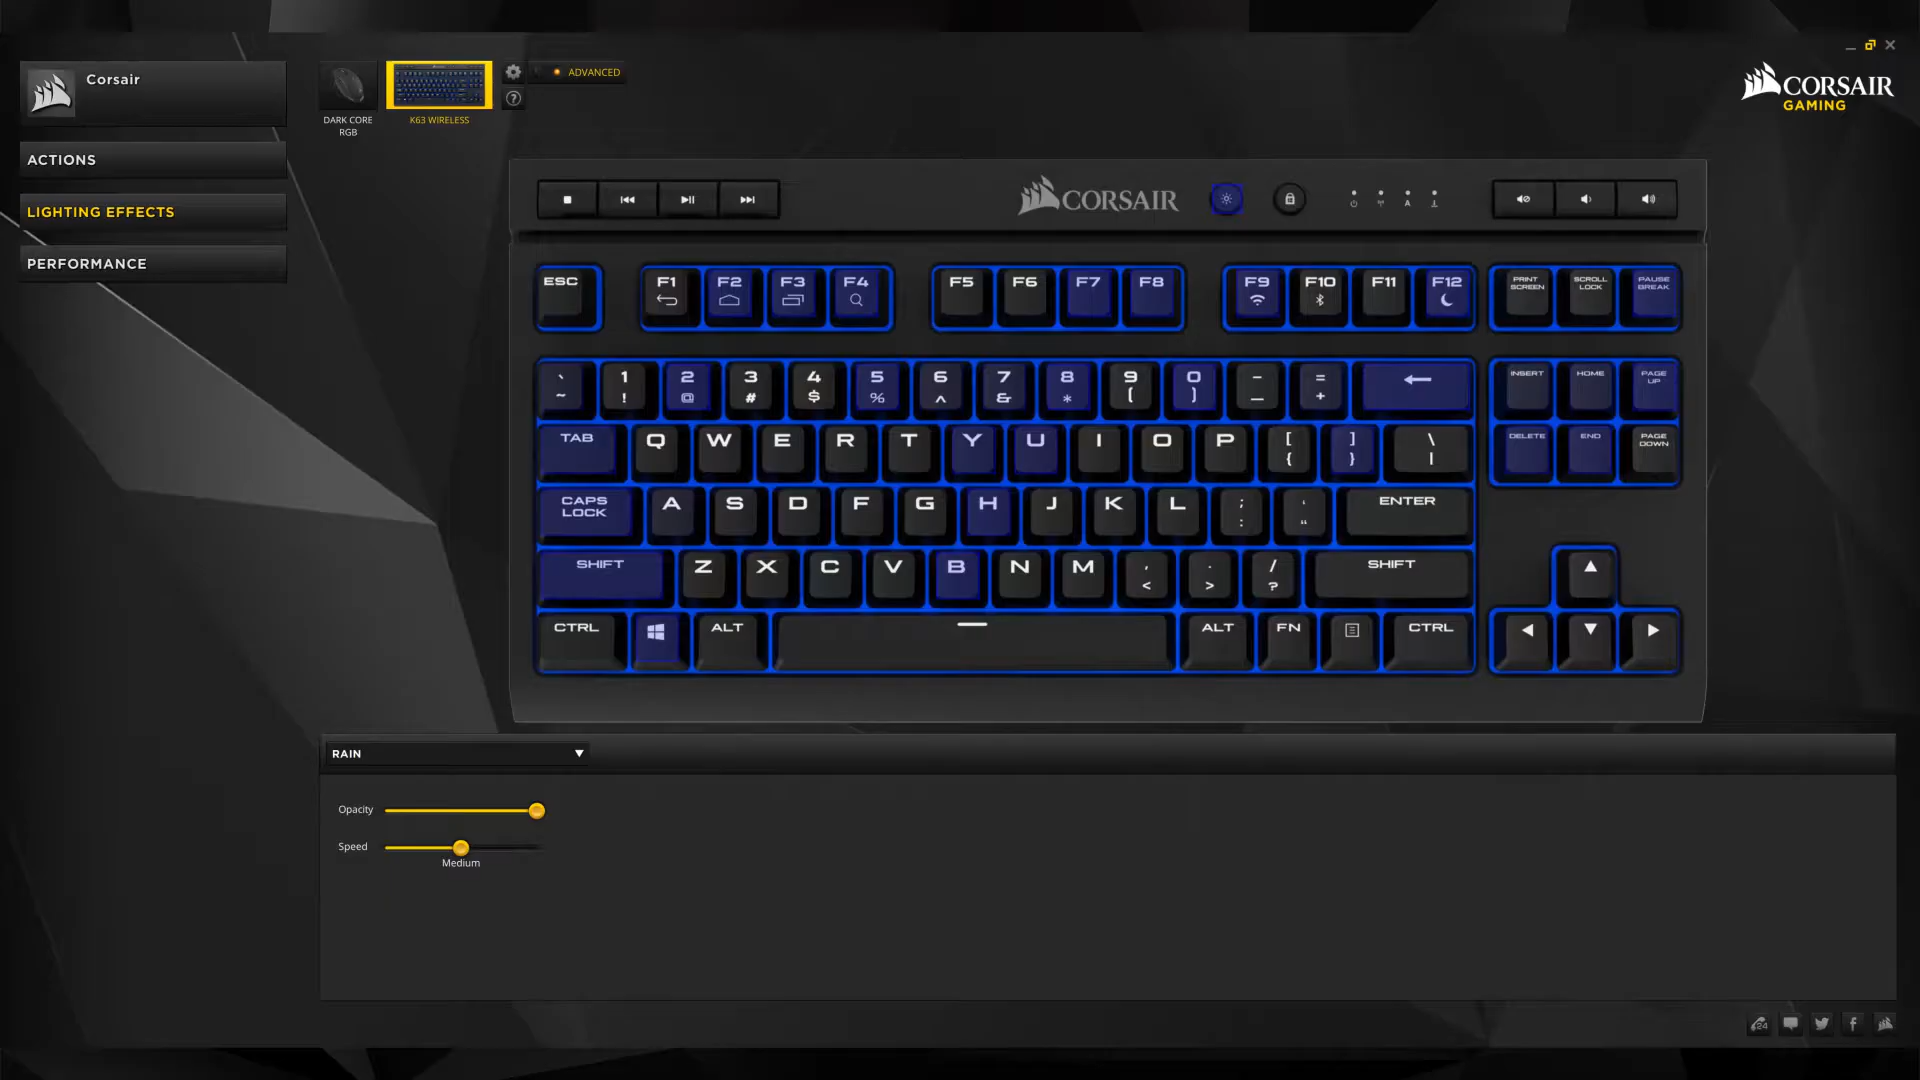 Corsair
ADVANCED
DARK CORE
RGB
K63 WIRELESS
CORSAIR
GAMING
ACTIONS
LIGHTING EFFECTS
PERFORMANCE
CORSAIR
A
ESC
F1
F2
F3
F4
F5
F6
F7
F8
F9
F10
F11
F12
PRINT
SCREEN
SCROLL
LOCK
PAUSE
BREAK
` ~
1 !
2 @
3 #
4 $
5 %
6 ^
7 &
8 *
9 (
0 )
- _
= +
INSERT
HOME
PAGE
UP
TAB
Q
W
E
R
T
Y
U
I
O
P
[ {
] }
\ |
DELETE
END
PAGE
DOWN
CAPS
LOCK
A
S
D
F
G
H
J
K
L
; :
' "
ENTER
SHIFT
Z
X
C
V
B
N
M
, <
. >
/ ?
SHIFT
CTRL
ALT
ALT
FN
CTRL
RAIN
Opacity
Speed
Medium
24